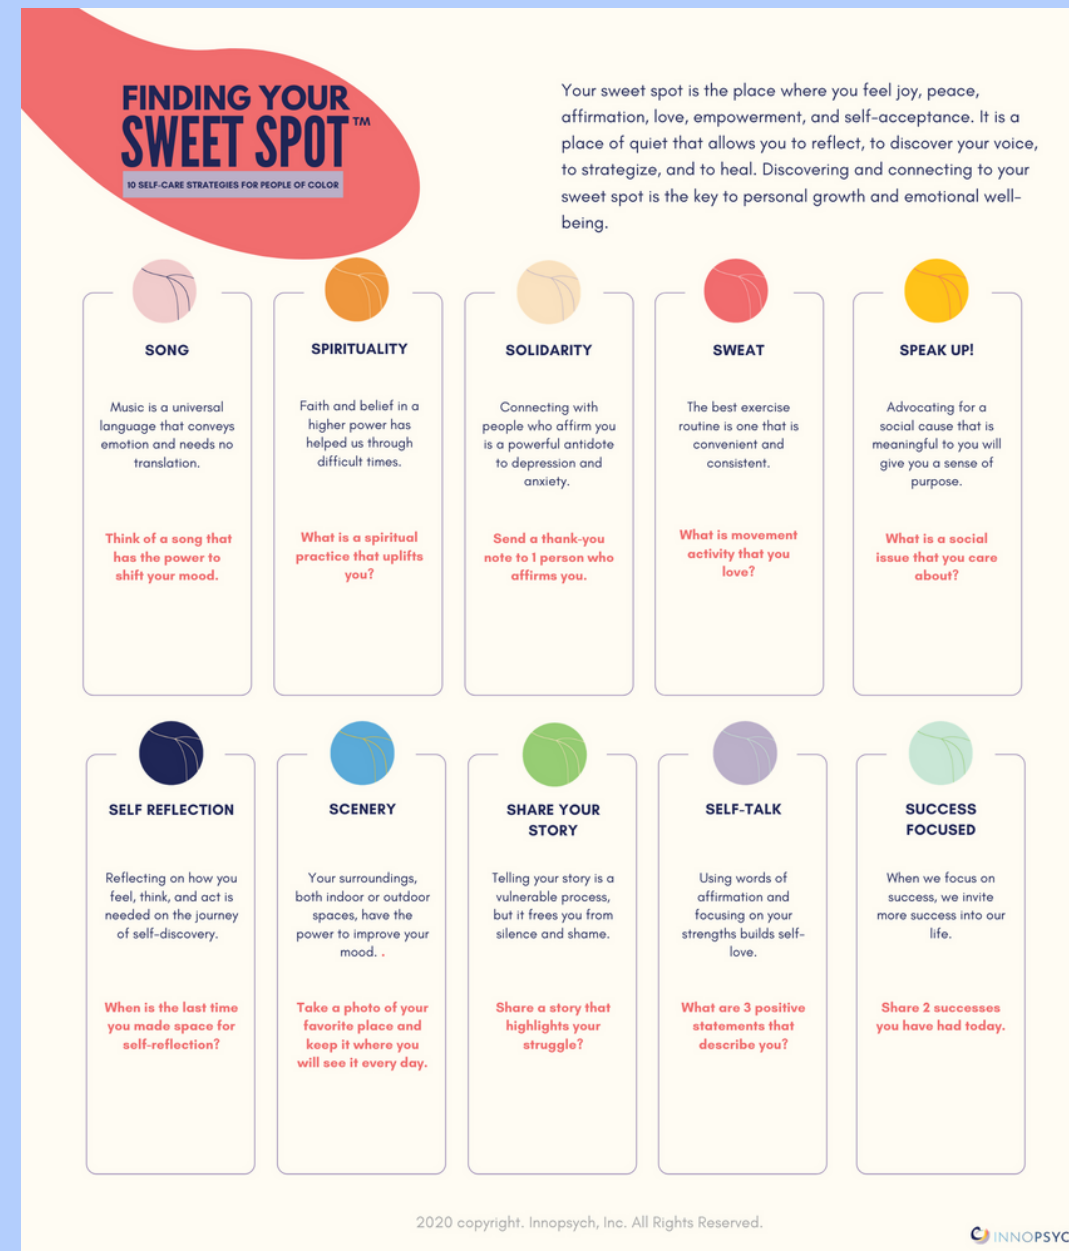 FINDING YOUR
SWEET SPOT™
10 SELF-CARE STRATEGIES FOR PEOPLE OF COLOR
Your sweet spot is the place where you feel joy, peace,
affirmation, love, empowerment, and self-acceptance. It is a
place of quiet that allows you to reflect, to discover your voice,
to strategize, and to heal. Discovering and connecting to your
sweet spot is the key to personal growth and emotional well-
being.
SONG
Music is a universal
language that conveys
emotion and needs no
translation.
Think of a song that
has the power to
shift your mood.
SPIRITUALITY
Faith and belief in a
higher power has
helped us through
difficult times.
What is a spiritual
practice that uplifts
you?
SOLIDARITY
Connecting with
people who affirm you
is a powerful antidote
to depression and
anxiety.
Send a thank-you
note to 1 person who
affirms you.
SWEAT
The best exercise
routine is one that is
convenient and
consistent.
What is movement
activity that you
love?
SPEAK UP!
Advocating for a
social cause that is
meaningful to you will
give you a sense of
purpose.
What is a social
issue that you care
about?
SELF REFLECTION
Reflecting on how you
feel, think, and act is
needed on the journey
of self-discovery.
When is the last time
you made space for
self-reflection?
SCENERY
Your surroundings,
both indoor or outdoor
spaces, have the
power to improve your
mood. .
Take a photo of your
favorite place and
keep it where you
will see it every day.
SHARE YOUR
STORY
Telling your story is a
vulnerable process,
but it frees you from
silence and shame.
Share a story that
highlights your
struggle?
SELF-TALK
Using words of
affirmation and
focusing on your
strengths builds self-
love.
What are 3 positive
statements that
describe you?
SUCCESS
FOCUSED
When we focus on
success, we invite
more success into our
life.
Share 2 successes
you have had today.
2020 copyright. Innopsych, Inc. All Rights Reserved.
INNOPSYC